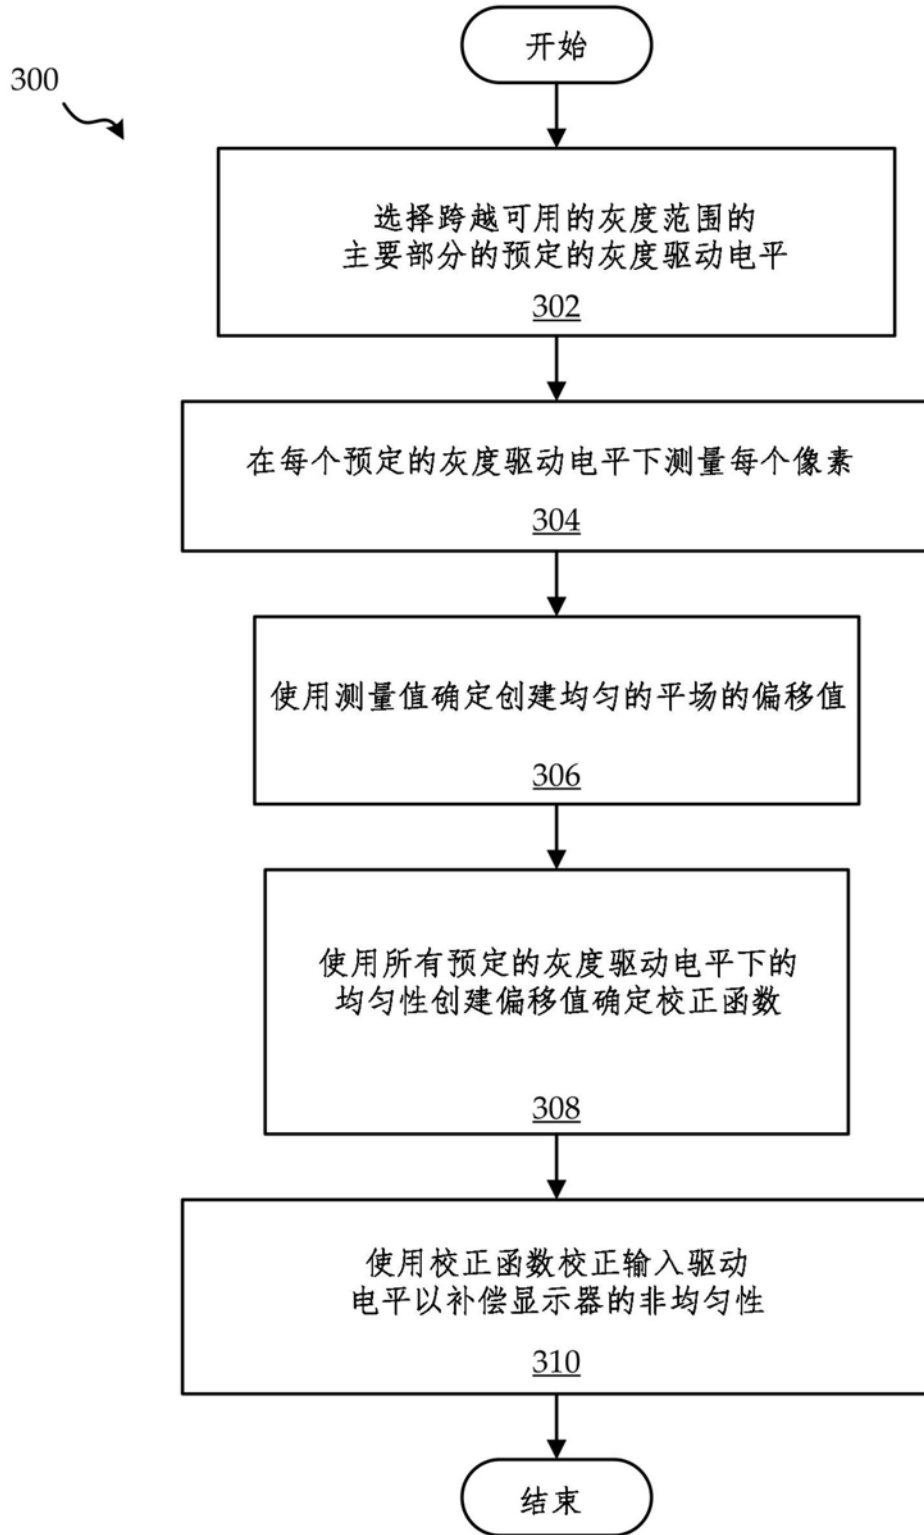 开始
300
选择跨越可用的灰度范围的
主要部分的预定的灰度驱动电平
302
在每个预定的灰度驱动电平下测量每个像素
304
使用测量值确定创建均匀的平场的偏移值
306
使用所有预定的灰度驱动电平下的
均匀性创建偏移值确定校正函数
308
使用校正函数校正输入驱动
电平以补偿显示器的非均匀性
310
结束